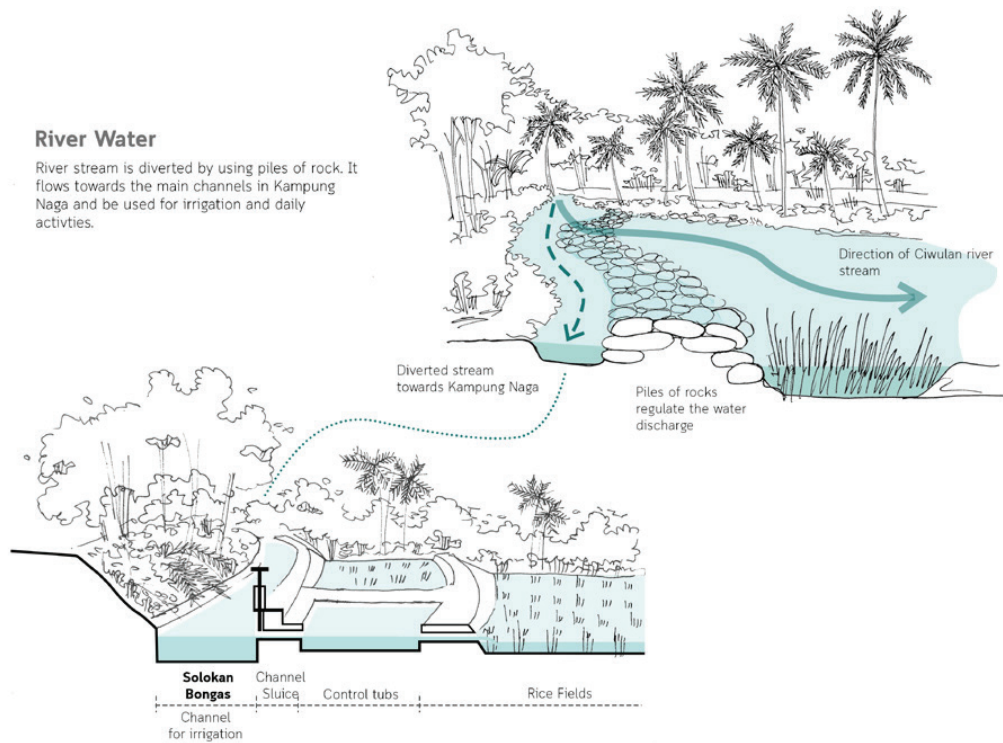 River Water
River stream is diverted by using piles of rock. It
flows towards the main channels in Kampung
Naga and be used for irrigation and daily
activties.
Direction of Ciwulan river
stream
Diverted stream
towards Kampung Naga
Piles of rocks
regulate the water
discharge
Solokan
Bongas
Channel
Sluice
Control tubs
Rice Fields
Channel
for irrigation